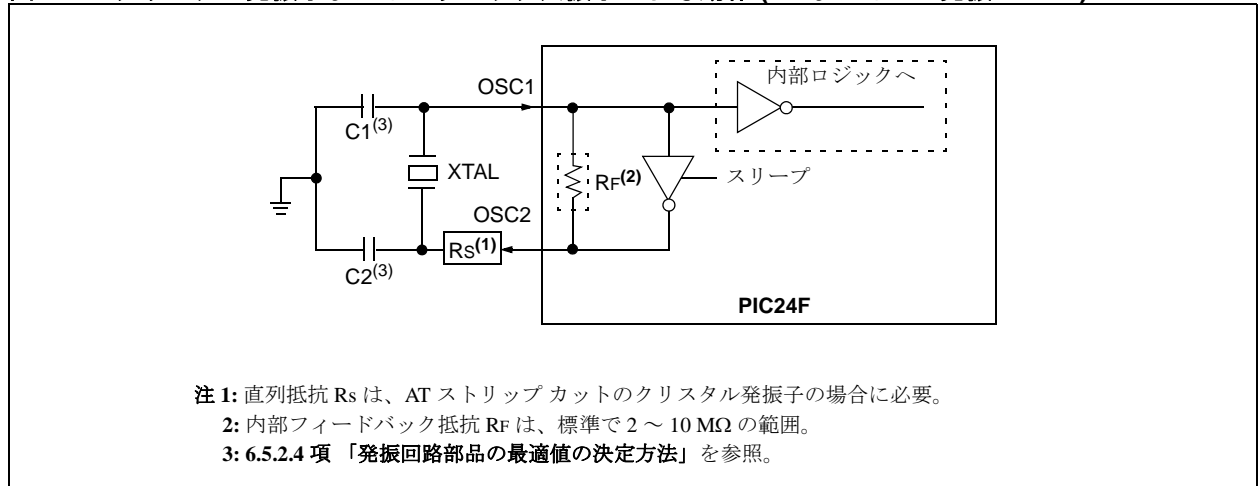 OSC1
内部ロジックへ
C1(3)
XTAL
RF(2)
スリープ
OSC2
RS(1)
C2(3)
PIC24F
注 1: 直列抵抗 Rs は、AT ストリップ カットのクリスタル発振子の場合に必要。
2: 内部フィードバック抵抗 RF は、標準で 2 ～ 10 MΩ の範囲。
3: 6.5.2.4 項 「発振回路部品の最適値の決定方法」を参照。